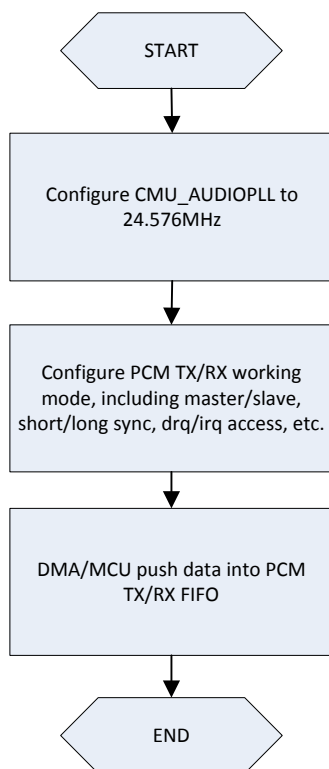 START
Configure CMU_AUDIOPLL to
24.576MHz
Configure PCM TX/RX working
mode, including master/slave,
short/long sync, drq/irq access, etc.
DMA/MCU push data into PCM
TX/RX FIFO
END